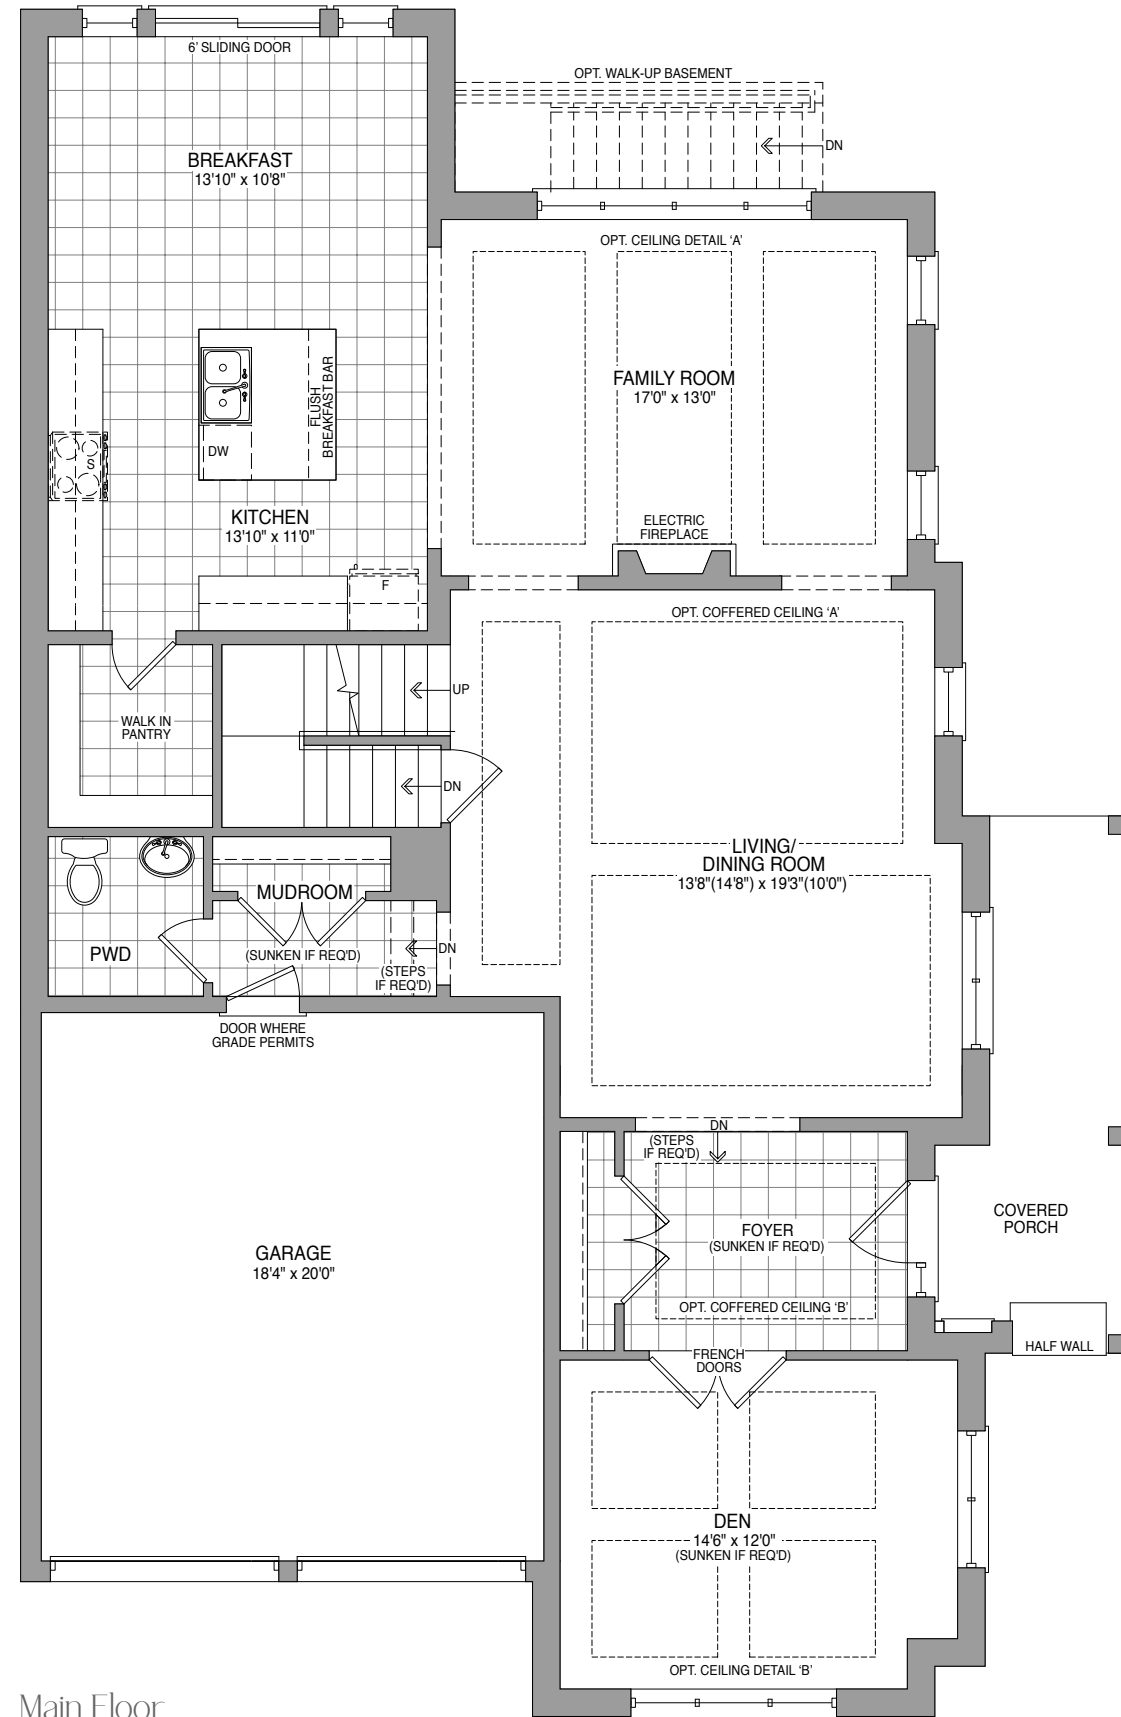 6' SLIDING DOOR
OPT. WALK-UP BASEMENT
DN
BREAKFAST
13'10" x 10'8"
OPT. CEILING DETAIL 'A'
FAMILY ROOM
17'0" x 13'0"
FLUSH
BREAKFAST BAR
DW
S
KITCHEN
13'10" x 11'0"
ELECTRIC
FIREPLACE
F
OPT. COFFERED CEILING 'A'
UP
WALK IN
PANTRY
DN
LIVING/
DINING ROOM
13'8"(14'8") x 19'3"(10'0")
MUDROOM
PWD
(SUNKEN IF REQ'D)
DN
(STEPS
IF REQ'D)
DOOR WHERE
GRADE PERMITS
DN
(STEPS
IF REQ'D)
FOYER
(SUNKEN IF REQ'D)
COVERED
PORCH
GARAGE
18'4" x 20'0"
OPT. COFFERED CEILING 'B'
HALF WALL
FRENCH
DOORS
DEN
14'6" x 12'0"
(SUNKEN IF REQ'D)
OPT. CEILING DETAIL 'B'
Main Floor